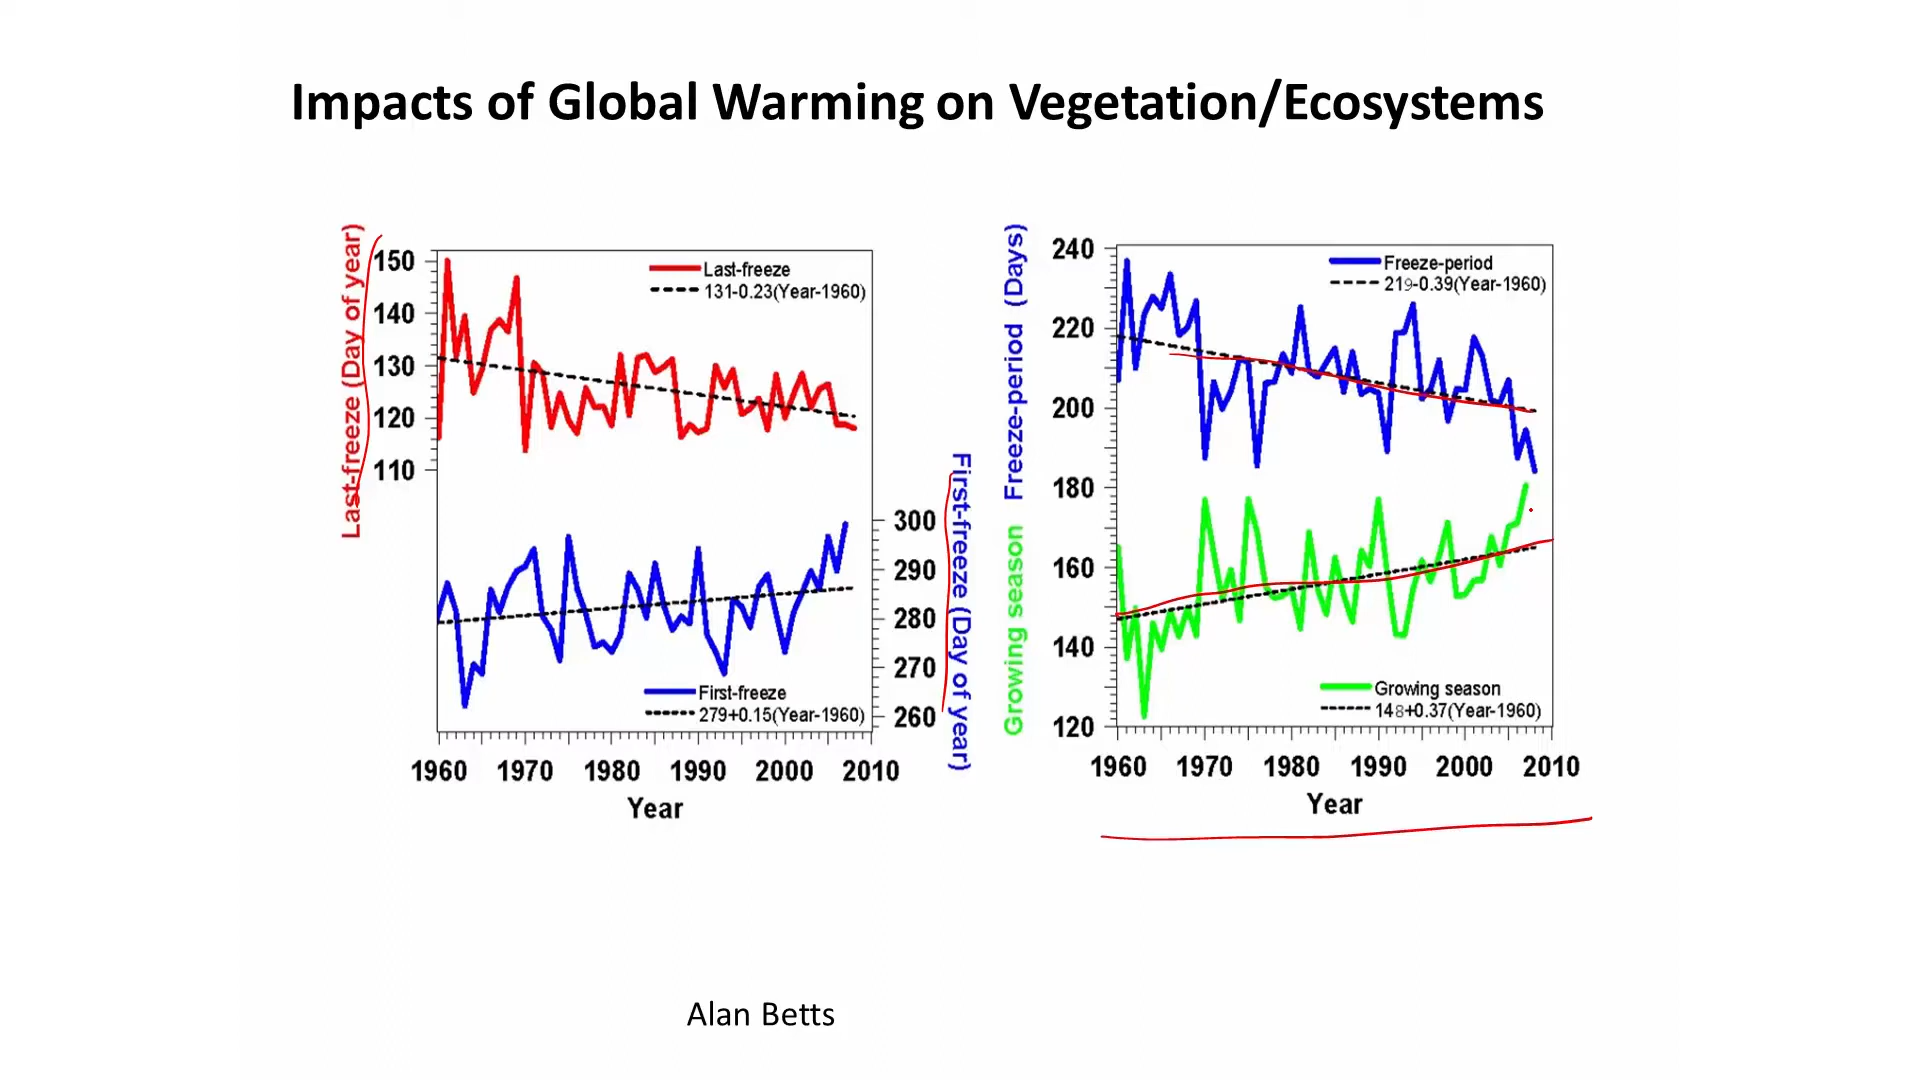 Impacts of Global Warming on Vegetation/Ecosystems
Last-freeze (Day of year)
150
140
130
120
110
Last-freeze
131-0.23(Year-1960)
First-freeze (Day of year)
300
290
280
270
260
First-freeze
279+0.15(Year-1960)
1960 1970 1980 1990 2000 2010
Year
Growing season Freeze-period (Days)
240
220
200
180
160
140
120
Freeze-period
219-0.39(Year-1960)
Growing season
148+0.37(Year-1960)
1960 1970 1980 1990 2000 2010
Year
Alan Betts